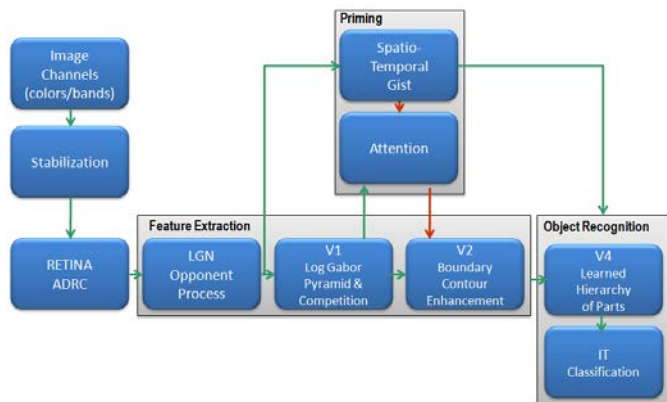 Priming
Image
Channels
(colors/bands)
Spatio-
Temporal
Gist
Stabilization
Attention
Feature Extraction
Object Recognition
RETINA
ADRC
LGN
Opponent
Process
V1
Log Gabor
Pyramid &
Competition
V2
Boundary
Contour
Enhancement
V4
Learned
Hierarchy
of Parts
IT
Classification